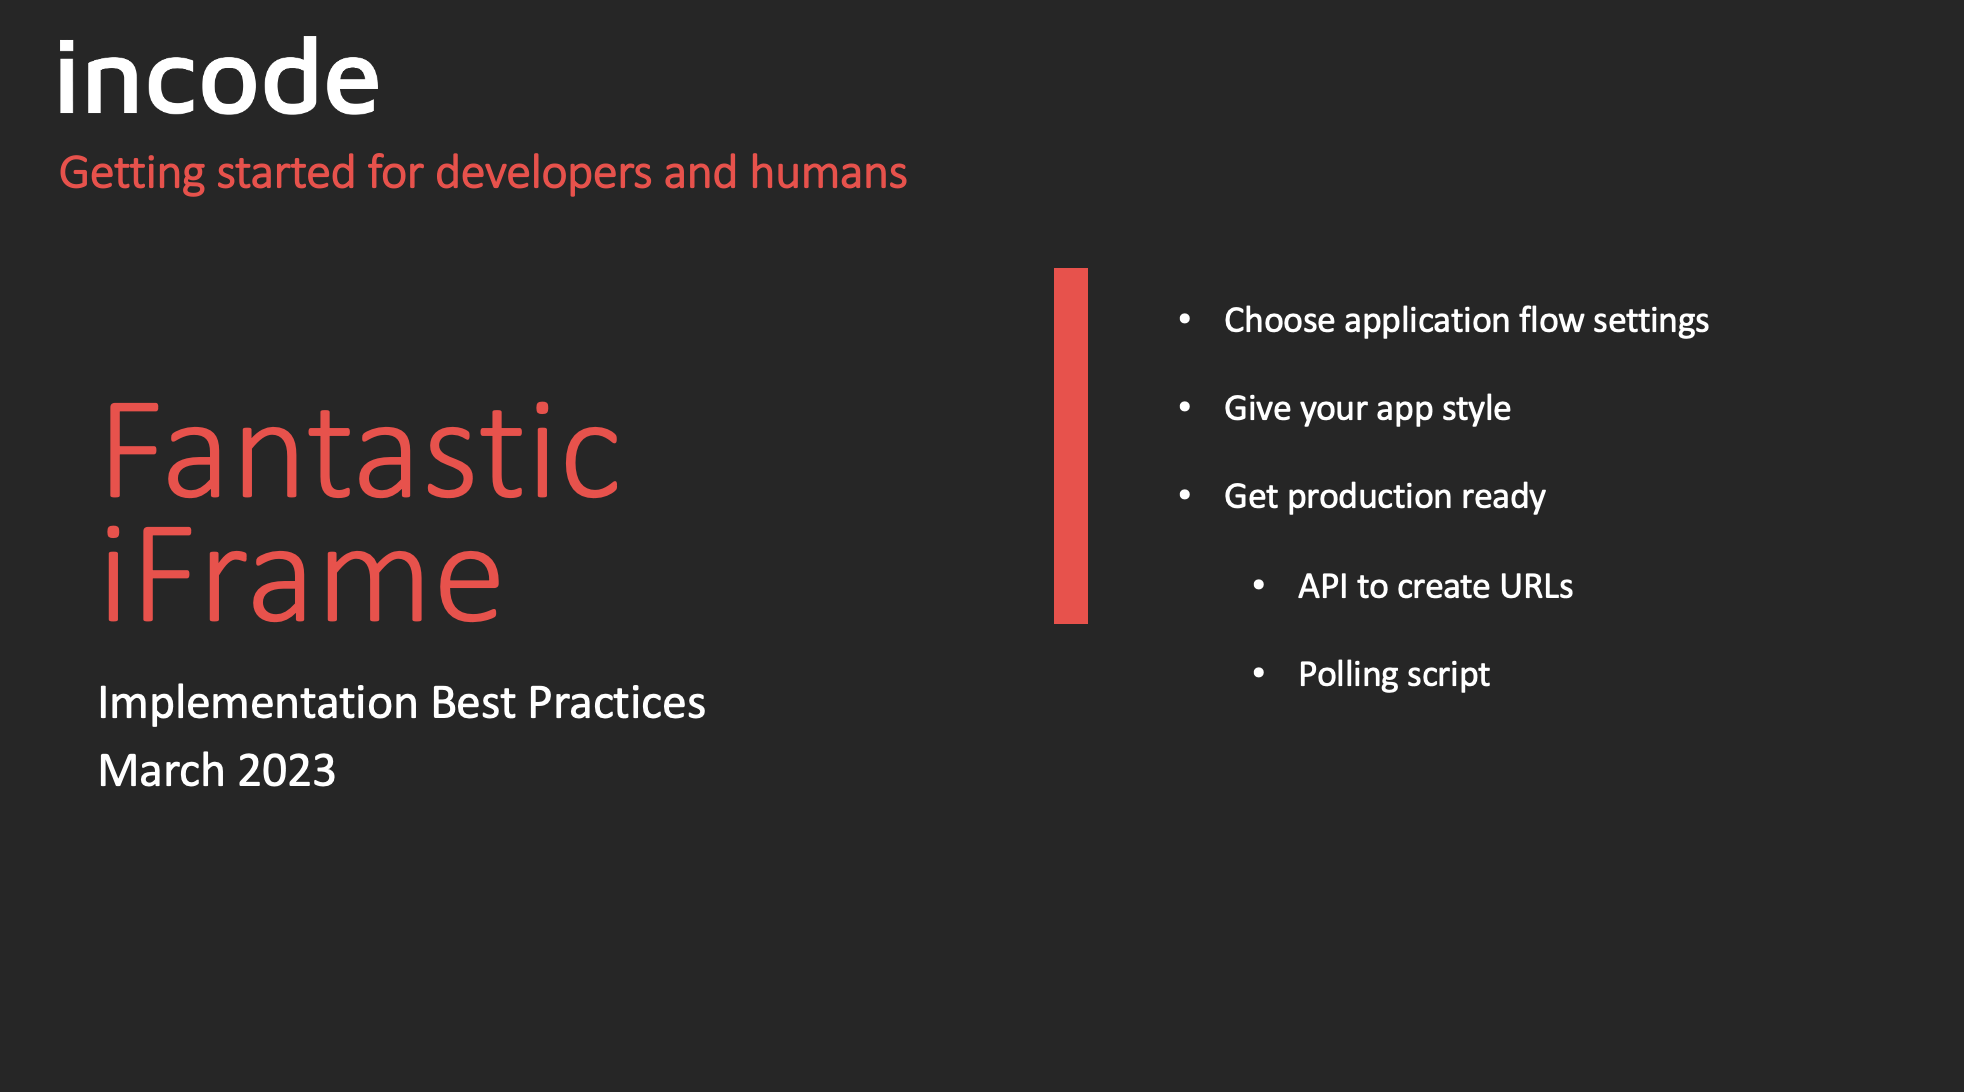 incode
Getting started for developers and humans
Fantastic
iFrame
Implementation Best Practices
March 2023
• Choose application flow settings
• Give your app style
• Get production ready
• API to create URLs
• Polling script